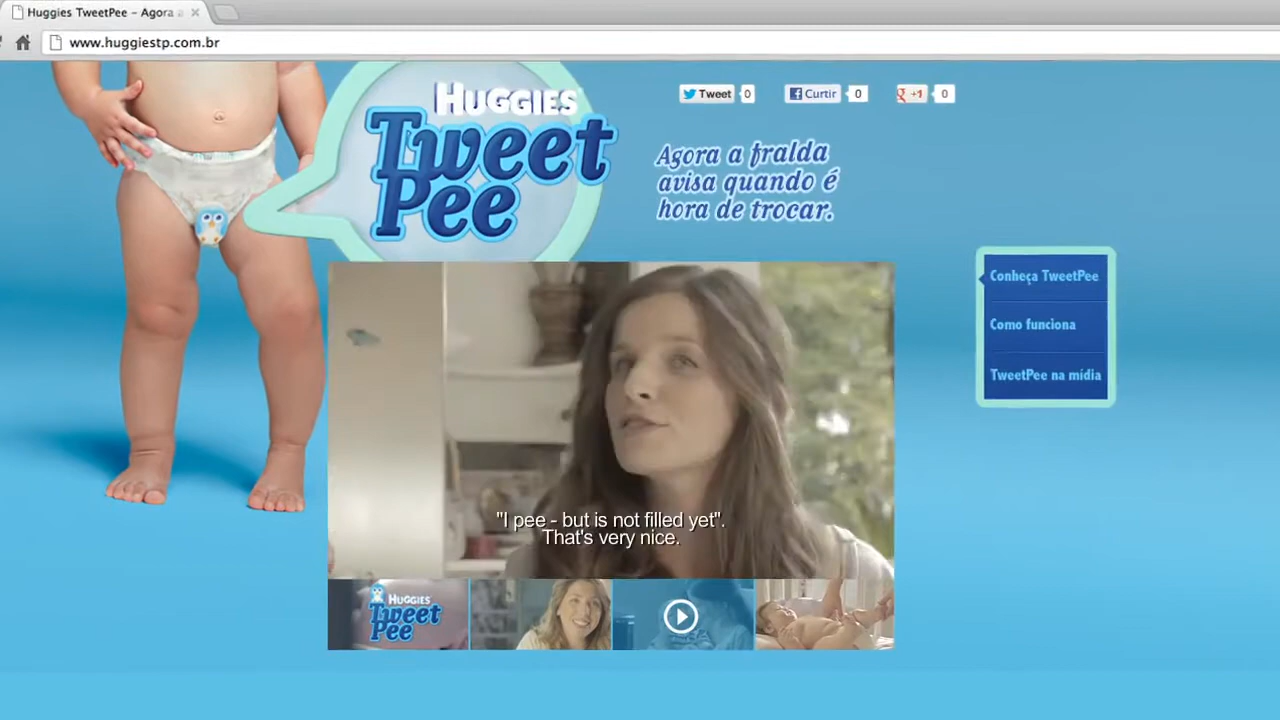 Huggies TweetPee - Agora a
www.huggiestp.com.br
HUGGIES
Tweet
Pee
Tweet 0
Curtir 0
+1 0
Agora a fralda
avisa quando é
hora de trocar.
Conheça TweetPee
Como funciona
TweetPee na mídia
"I pee - but is not filled yet".
That's very nice.
HUGGIES
Tweet
Pee